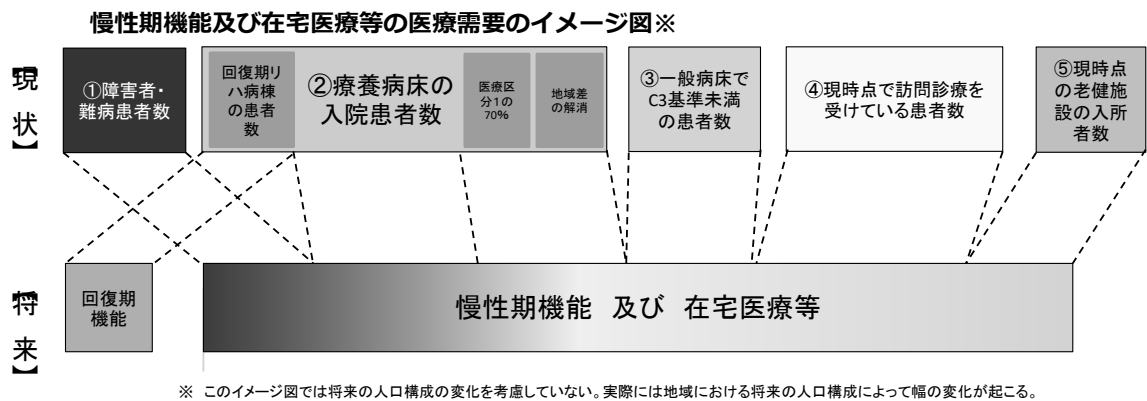 慢性期機能及び在宅医療等の医療需要のイメージ図※
【現状】
①障害者・
難病患者数
回復期リ
ハ病棟
の患者
数
②療養病床の
入院患者数
医療区
分1の
70%
地域差
の解消
③一般病床で
C3基準未満
の患者数
④現時点で訪問診療を
受けている患者数
⑤現時点
の老健施
設の入所
者数
【将来】
回復期
機能
慢性期機能 及び 在宅医療等
※ このイメージ図では将来の人口構成の変化を考慮していない。実際には地域における将来の人口構成によって幅の変化が起こる。